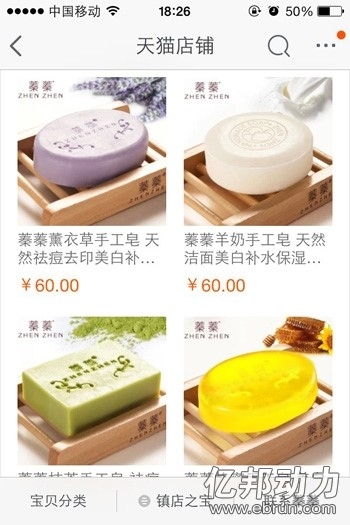 中国移动
18:26
50%
天猫店铺
蓁蓁
ZHEN ZHEN
蓁蓁
ZHEN ZHEN
蓁蓁薰衣草手工皂 天
然祛痘去印美白补...
¥60.00
蓁蓁羊奶手工皂 天然
洁面美白补水保湿...
¥60.00
蓁蓁
ZHEN ZHEN
蓁蓁
ZHEN ZHEN
宝贝分类
镇店之宝
联系蓁蓁
亿邦动力
www.ebrun.com